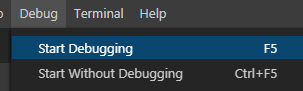 Debug Terminal Help
Start Debugging F5
Start Without Debugging Ctrl+F5